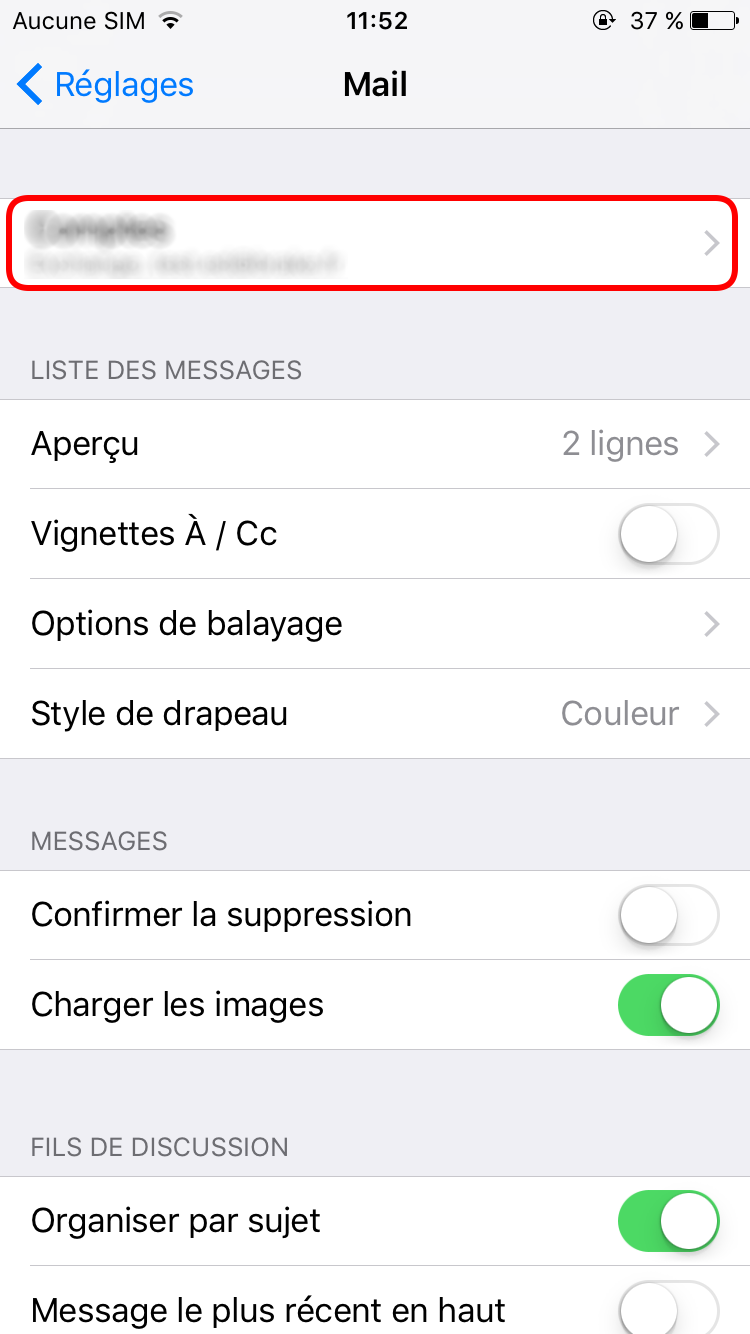 Aucune SIM 11:52 37 %
Réglages Mail
LISTE DES MESSAGES
Aperçu 2 lignes
Vignettes À / Cc
Options de balayage
Style de drapeau Couleur
MESSAGES
Confirmer la suppression
Charger les images
FILS DE DISCUSSION
Organiser par sujet
Message le plus récent en haut